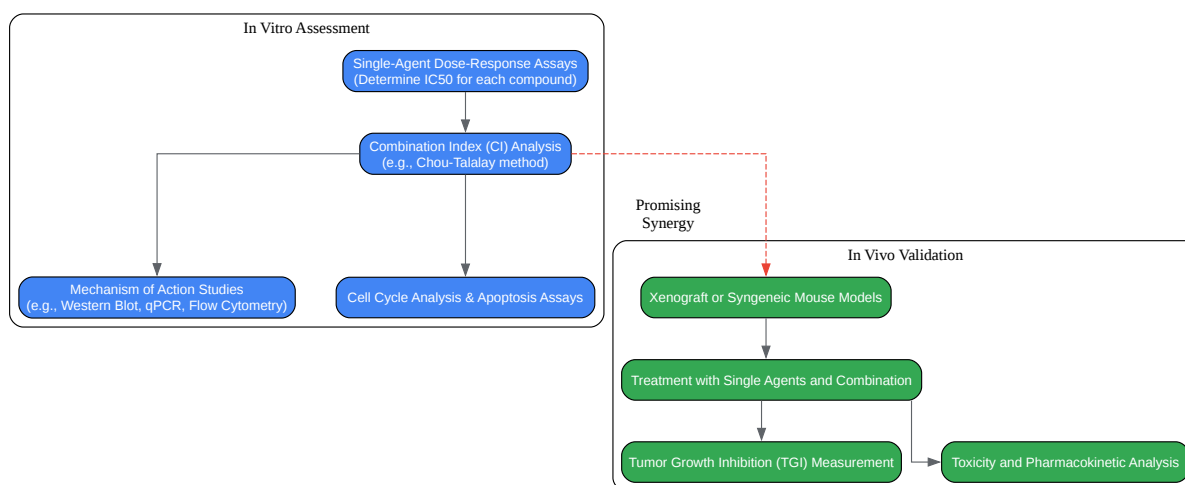 In Vitro Assessment
Single-Agent Dose-Response Assays
(Determine IC50 for each compound)
Combination Index (CI) Analysis
(e.g., Chou-Talalay method)
Mechanism of Action Studies
(e.g., Western Blot, qPCR, Flow Cytometry)
Cell Cycle Analysis & Apoptosis Assays
Promising
Synergy
In Vivo Validation
Xenograft or Syngeneic Mouse Models
Treatment with Single Agents and Combination
Tumor Growth Inhibition (TGI) Measurement
Toxicity and Pharmacokinetic Analysis